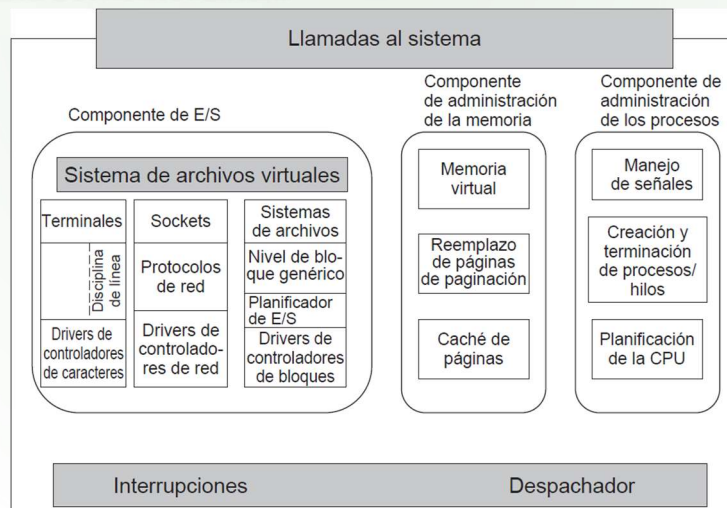 Llamadas al sistema
Componente de E/S
Componente
de administración
de la memoria
Componente de
administración
de los procesos
Sistema de archivos virtuales
Terminales
Disciplina
de línea
Drivers de
controladores
de caracteres
Sockets
Protocolos
de red
Drivers de
controlado-
res de red
Sistemas
de archivos
Nivel de blo-
que genérico
Planificador
de E/S
Drivers de
controladores
de bloques
Memoria
virtual
Reemplazo
de páginas
de paginación
Caché de
páginas
Manejo
de señales
Creación y
terminación
de procesos/
hilos
Planificación
de la CPU
Interrupciones
Despachador